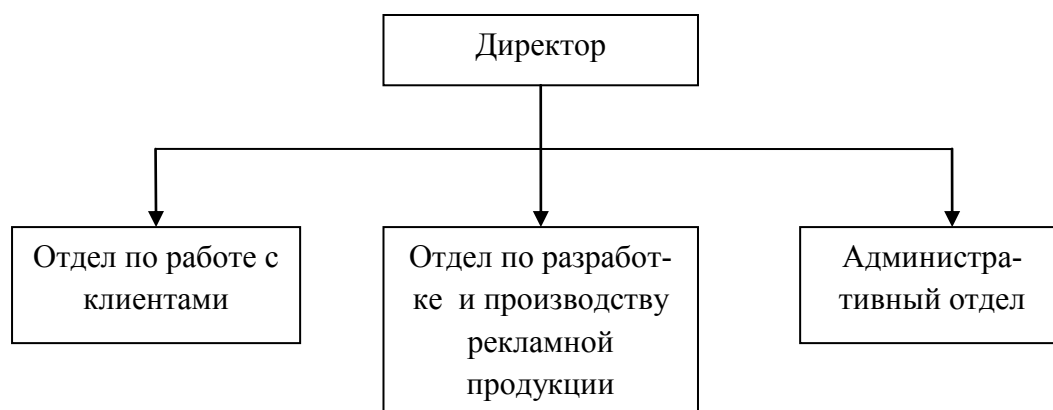 Директор
Отдел по работе с
клиентами
Отдел по разработ-
ке и производству
рекламной
продукции
Администра-
тивный отдел